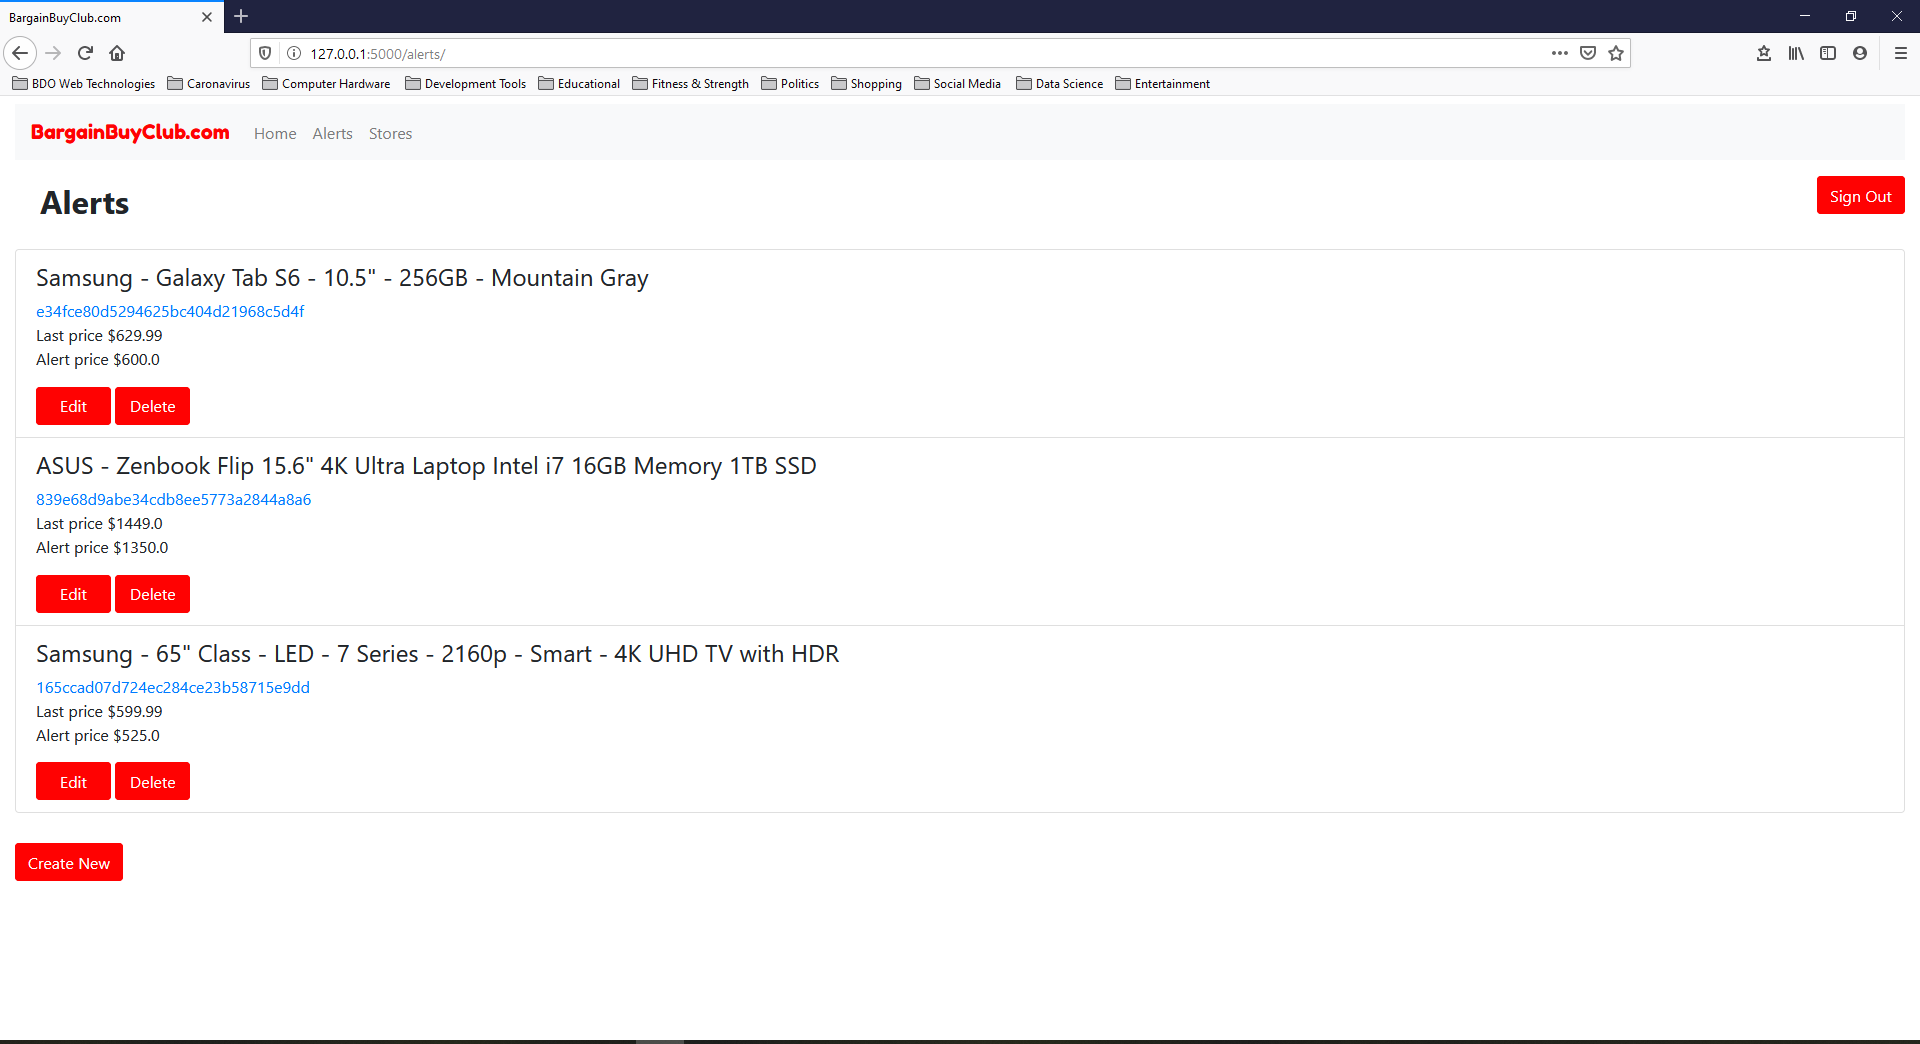 BargainBuyClub.com
127.0.0.1:5000/alerts/
BDO Web Technologies Caronavirus Computer Hardware Development Tools Educational Fitness & Strength Politics Shopping Social Media Data Science Entertainment
BargainBuyClub.com Home Alerts Stores
Alerts
Sign Out
Samsung - Galaxy Tab S6 - 10.5" - 256GB - Mountain Gray
e34fce80d5294625bc404d21968c5d4f
Last price $629.99
Alert price $600.0
Edit Delete
ASUS - Zenbook Flip 15.6" 4K Ultra Laptop Intel i7 16GB Memory 1TB SSD
839e68d9abe34cdb8ee5773a2844a8a6
Last price $1449.0
Alert price $1350.0
Edit Delete
Samsung - 65" Class - LED - 7 Series - 2160p - Smart - 4K UHD TV with HDR
165ccad07d724ec284ce23b58715e9dd
Last price $599.99
Alert price $525.0
Edit Delete
Create New